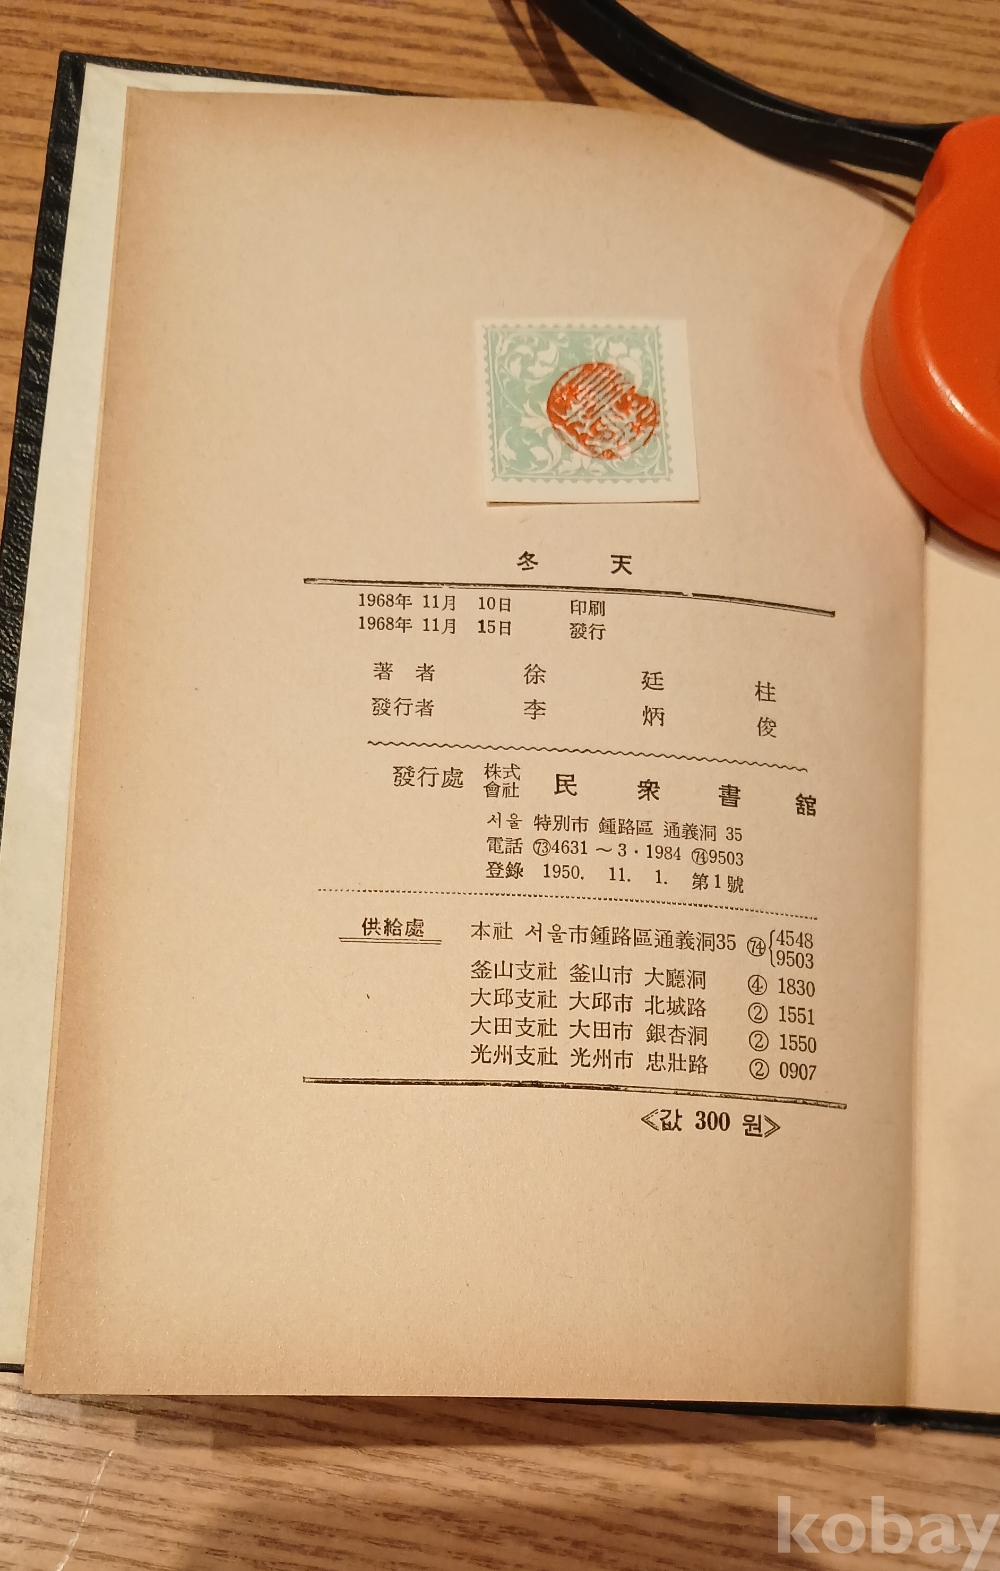 冬 天
1968年 11月 10日 印刷
1968年 11月 15日 發行
著者 徐廷柱
發行者 李炳俊
發行處 株式會社 民衆書舘
서울 特別市 鍾路區 通義洞 35
電話 ㉓4631～3·1984 ㉔9503
登錄 1950. 11. 1. 第1號
供給處 本社 서울市鍾路區通義洞35 74 {4548
9503
釜山支社 釜山市 大廳洞 ④ 1830
大邱支社 大邱市 北城路 ② 1551
大田支社 大田市 銀杏洞 ② 1550
光州支社 光州市 忠壯路 ② 0907
≪값 300 원≫
kobay